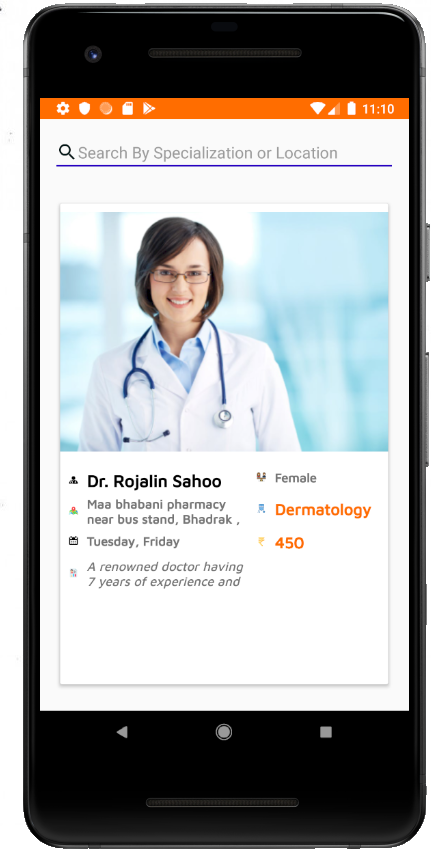 11:10
Search By Specialization or Location
Dr. Rojalin Sahoo
Female
Maa bhabani pharmacy
near bus stand, Bhadrak ,
Dermatology
Tuesday, Friday
₹ 450
A renowned doctor having
7 years of experience and